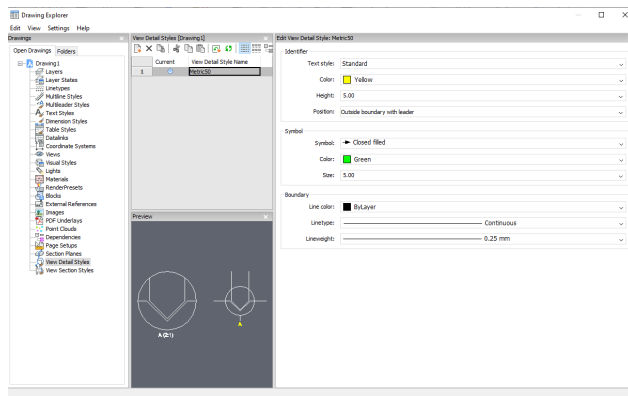 Drawing Explorer
Edit View Settings Help
Drawings
Open Drawings Folders
Drawing1
Layers
Layer States
Linetypes
Multiline Styles
Multileader Styles
Text Styles
Dimension Styles
Table Styles
Datalinks
Coordinate Systems
Views
Visual Styles
Lights
Materials
RenderPresets
Blocks
External References
Images
PDF Underlays
Point Clouds
Dependencies
Page Setups
Section Planes
View Detail Styles
View Section Styles
View Detail Styles [Drawing1]
Current View Detail Style Name
1 Metric50
Preview
A (2:1)
A
Edit View Detail Style: Metric50
Identifier
Text style: Standard
Color: Yellow
Height: 5.00
Position: Outside boundary with leader
Symbol
Symbol: Closed filled
Color: Green
Size: 5.00
Boundary
Line color: ByLayer
Linetype: Continuous
Lineweight: 0.25 mm